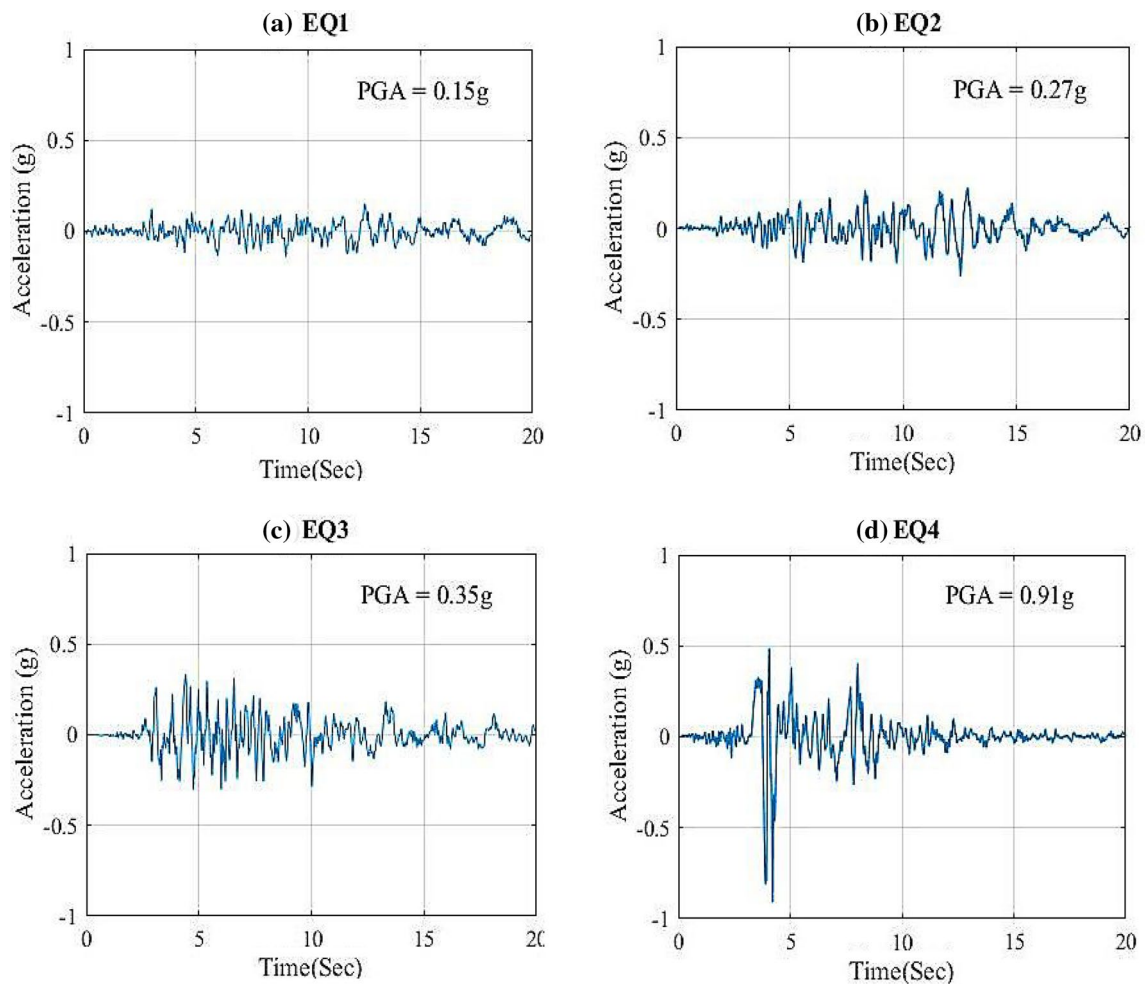 (a) EQ1
1
0.5
0
-0.5
-1
PGA = 0.15g
Acceleration (g)
0 5 10 15 20
Time(Sec)
(b) EQ2
1
0.5
0
-0.5
-1
PGA = 0.27g
Acceleration (g)
0 5 10 15 20
Time(Sec)
(c) EQ3
1
0.5
0
-0.5
-1
PGA = 0.35g
Acceleration (g)
0 5 10 15 20
Time(Sec)
(d) EQ4
1
0.5
0
-0.5
-1
PGA = 0.91g
Acceleration (g)
0 5 10 15 20
Time(Sec)